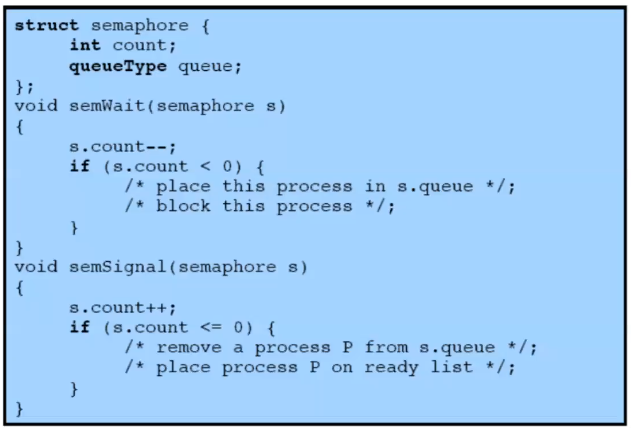 struct semaphore {
int count;
queueType queue;
};
void semWait(semaphore s)
{
s.count--;
if (s.count < 0) {
/* place this process in s.queue */;
/* block this process */;
}
}
void semSignal(semaphore s)
{
s.count++;
if (s.count <= 0) {
/* remove a process P from s.queue */;
/* place process P on ready list */;
}
}